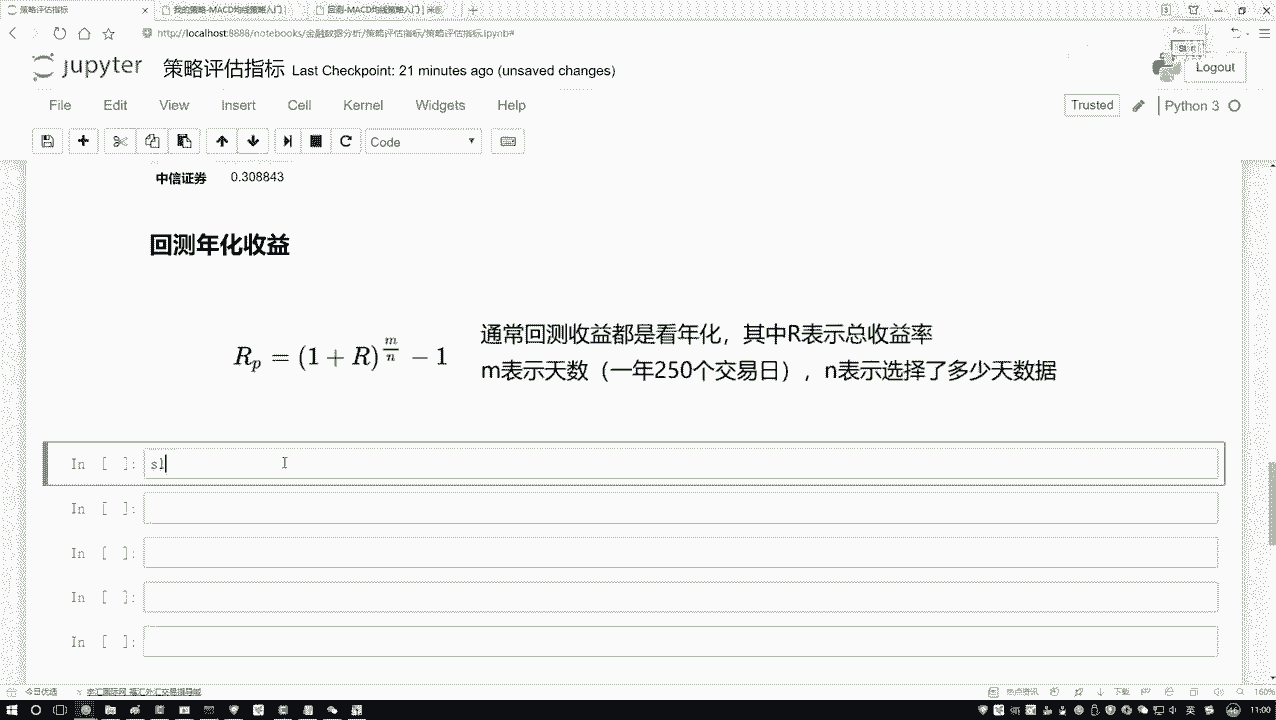 策略评估指标
我的策略-MACD均线策略入门 |
回测-MACD均线策略入门 | 米
http://localhost:8888/notebooks/金融数据分析/策略评估指标/策略评估指标.ipynb#
jupyter 策略评估指标 Last Checkpoint: 21 minutes ago (unsaved changes)
Logout
File Edit View Insert Cell Kernel Widgets Help
Trusted Python 3
Code
中信证券 0.308843
回测年化收益
R_p = (1 + R)^{m/n} − 1
通常回测收益都是看年化，其中R表示总收益率
m表示天数（一年250个交易日），n表示选择了多少天数据
In [ ]: sl
In [ ]:
In [ ]:
In [ ]:
In [ ]:
今日优选
热点资讯
下载
160%
英
11:00